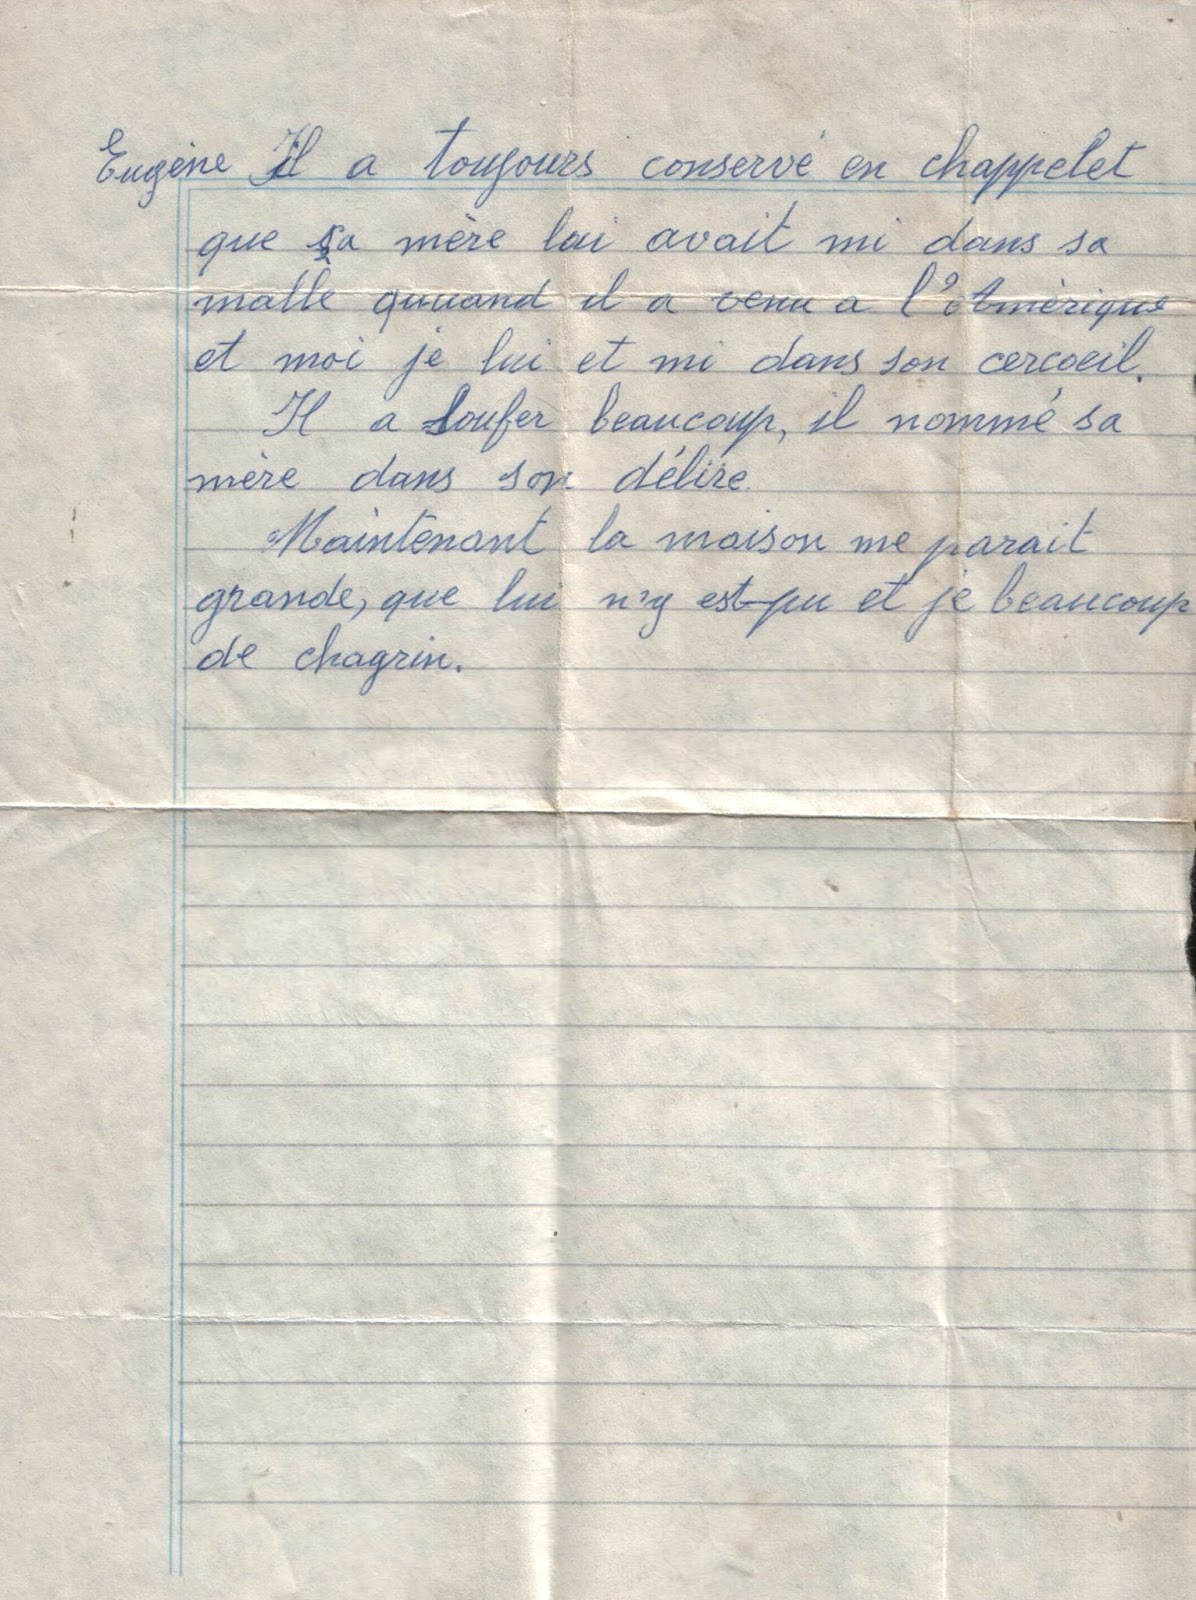 Eugène Il a toujours conservé en chappelet
que sa mère lui avait mi dans sa
malle quuand il a venu a l'Amèrique
et moi je lui et mi dans son cercoeil.
Il a soufer beaucoup, il nommé sa
mère dans son délire.
Maintenant la maison me parait
grande, que lui n'y est pu et je beaucoup
de chagrin.